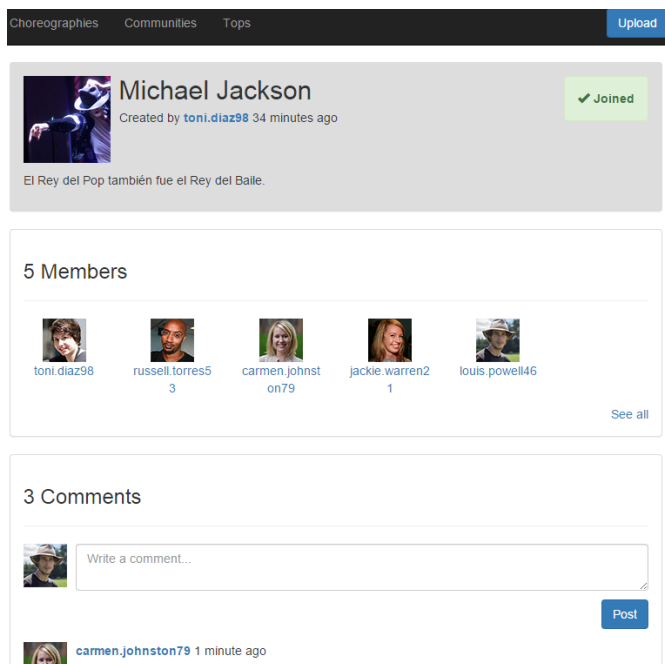 Choreographies Communities Tops Upload
Michael Jackson
Joined
Created by toni.diaz98 34 minutes ago
El Rey del Pop también fue el Rey del Baile.
5 Members
toni.diaz98 russell.torres5 carmen.johnst jackie.warren2 louis.powell46
3 on79 1
See all
3 Comments
Write a comment...
Post
carmen.johnston79 1 minute ago